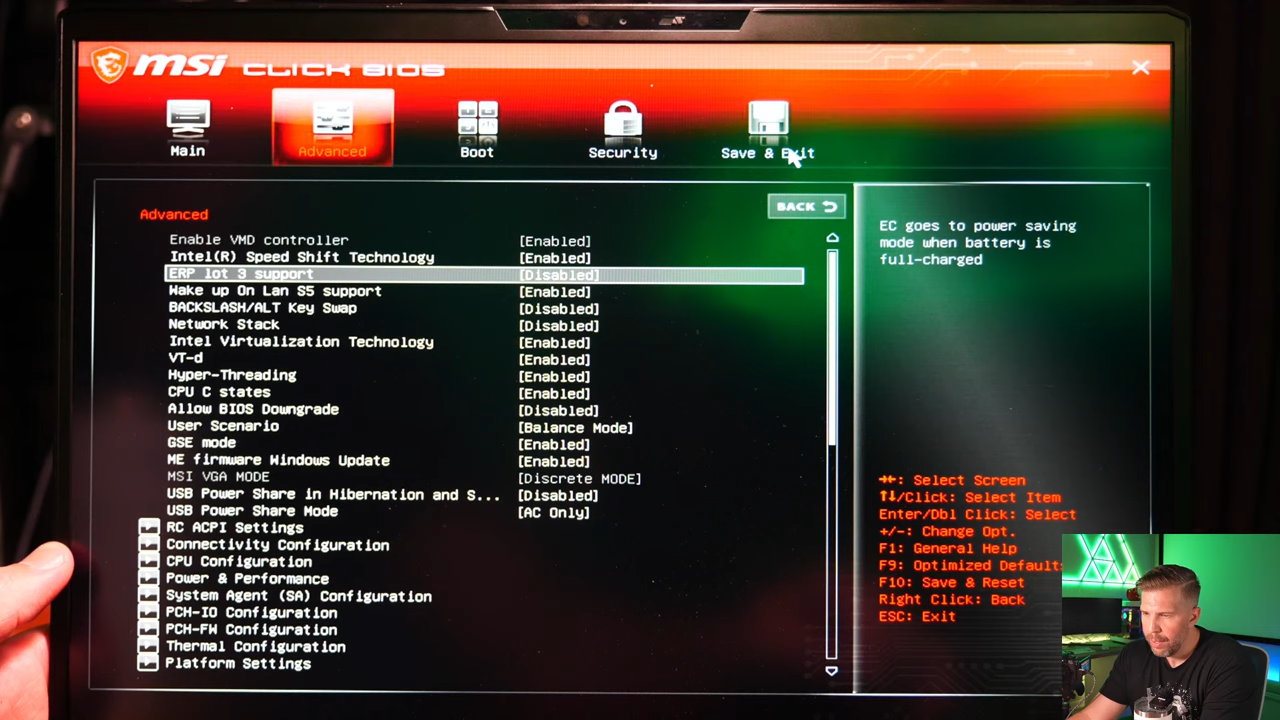 msi CLICK BIOS
Main
Advanced
Boot
Security
Save & Exit
BACK
Advanced
Enable VMD controller [Enabled]
Intel(R) Speed Shift Technology [Enabled]
ERP lot 3 support [Disabled]
Wake up On Lan S5 support [Enabled]
BACKSLASH/ALT Key Swap [Disabled]
Network Stack [Disabled]
Intel Virtualization Technology [Enabled]
VT-d [Enabled]
Hyper-Threading [Enabled]
CPU C states [Enabled]
Allow BIOS Downgrade [Disabled]
User Scenario [Balance Mode]
GSE mode [Enabled]
ME firmware Windows Update [Enabled]
MSI VGA MODE [Discrete MODE]
USB Power Share in Hibernation and S... [Disabled]
USB Power Share Mode [AC Only]
RC ACPI Settings
Connectivity Configuration
CPU Configuration
Power & Performance
System Agent (SA) Configuration
PCH-IO Configuration
PCH-FW Configuration
Thermal Configuration
Platform Settings
EC goes to power saving
mode when battery is
full-charged
→←: Select Screen
↑↓/Click: Select Item
Enter/Dbl Click: Select
+/-: Change Opt.
F1: General Help
F9: Optimized Defaults
F10: Save & Reset
Right Click: Back
ESC: Exit